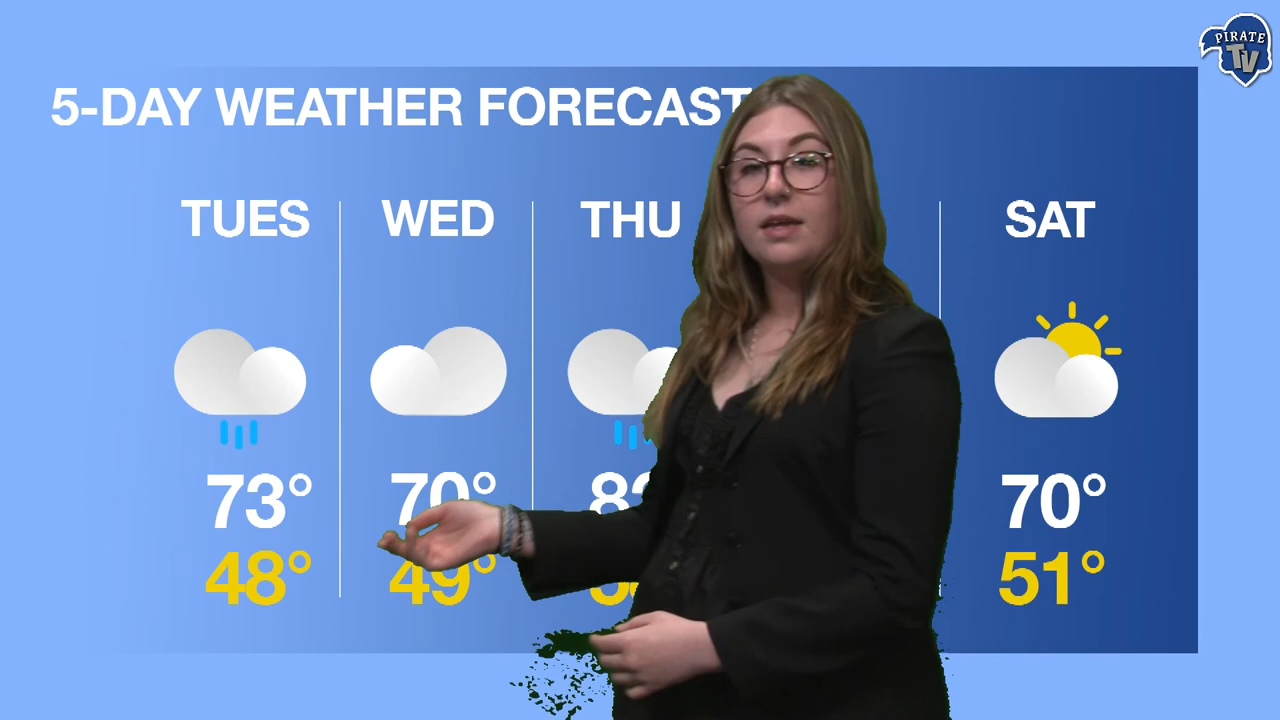 PIRATE
TV
5-DAY WEATHER FORECAST
TUES WED THU SAT
73° 70° 70°
48° 49° 51°